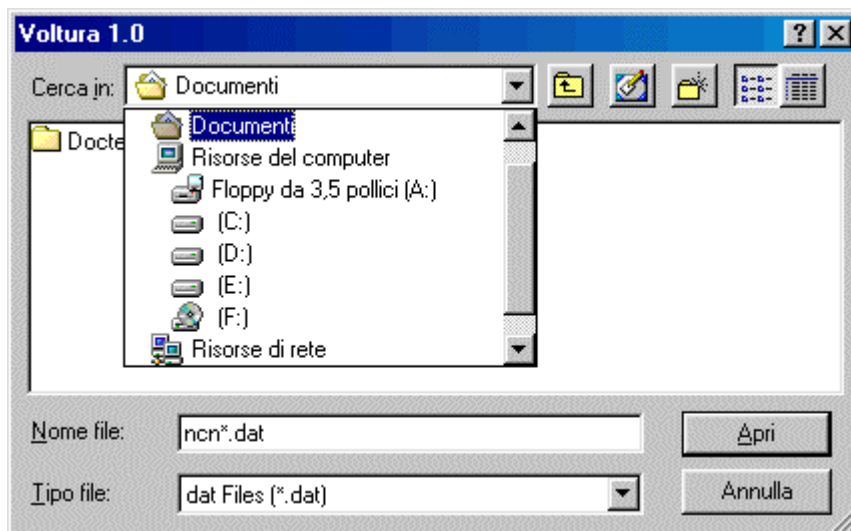 Voltura 1.0
Cerca in: Documenti
Documenti
Docte
Risorse del computer
Floppy da 3,5 pollici (A:)
(C:)
(D:)
(E:)
(F:)
Risorse di rete
Nome file: ncn*.dat
Apri
Tipo file: dat Files (*.dat)
Annulla